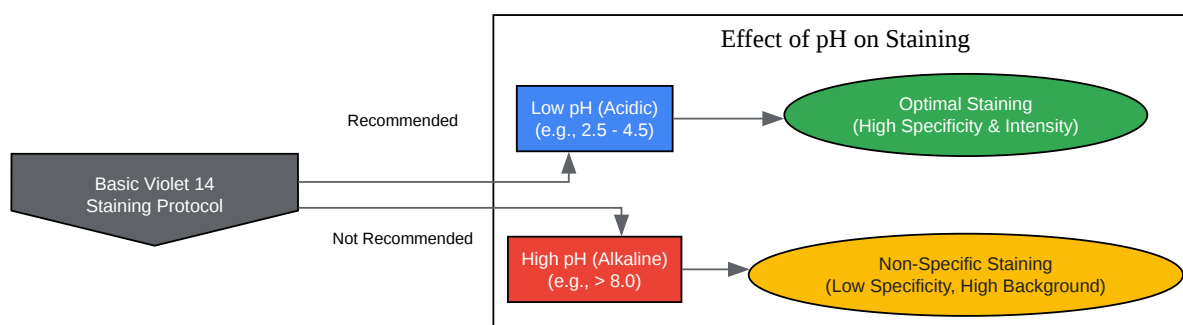 Effect of pH on Staining
Recommended
Low pH (Acidic)
(e.g., 2.5 - 4.5)
Optimal Staining
(High Specificity & Intensity)
Basic Violet 14
Staining Protocol
Not Recommended
High pH (Alkaline)
(e.g., > 8.0)
Non-Specific Staining
(Low Specificity, High Background)